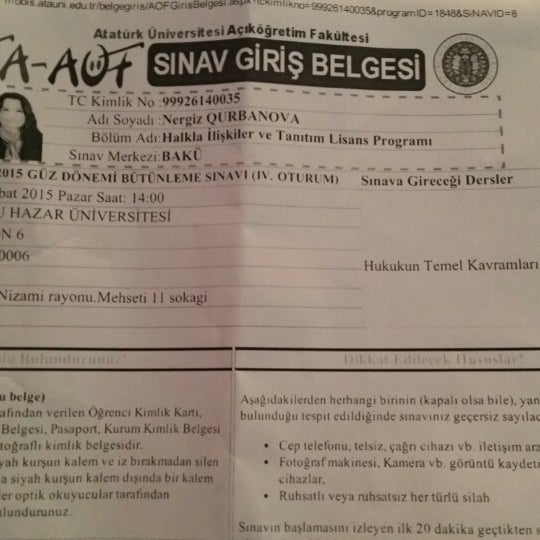 mobis.atauni.edu.tr/belgegiris/AOFGirisBelgesi.aspx?tckimlikno=99926140035&programID=1848&SiNAVID=8
Atatürk Üniversitesi Açıköğretim Fakültesi
TA-AÖF SINAV GİRİŞ BELGESİ
TC Kimlik No :99926140035
Adı Soyadı :Nergiz QURBANOVA
Bölüm Adı:Halkla İlişkiler ve Tanıtım Lisans Programı
Sınav Merkezi:BAKÜ
2015 GÜZ DÖNEMİ BÜTÜNLEME SINAVI (IV. OTURUM) Sınava Gireceği Dersler
bat 2015 Pazar Saat: 14:00
U HAZAR ÜNİVERSİTESİ
N 6
0006
Hukukun Temel Kavramları
Nizami rayonu.Mehseti 11 sokagi
da Bulundurunuz!
Dikkat Edilecek Hususlar!
u belge)
afından verilen Öğrenci Kimlik Kartı,
Belgesi, Pasaport, Kurum Kimlik Belgesi
toğraflı kimlik belgesidir.
yah kurşun kalem ve iz bırakmadan silen
a siyah kurşun kalem dışında bir kalem
er optik okuyucular tarafından
ulundurunuz.
Aşağıdakilerden herhangi birinin (kapalı olsa bile), yan
bulunduğu tespit edildiğinde sınavınız geçersiz sayılac
• Cep telefonu, telsiz, çağrı cihazı vb. iletişim ara
• Fotoğraf makinesi, Kamera vb. görüntü kaydetm
cihazlar,
• Ruhsatlı veya ruhsatsız her türlü silah
Sınavın başlamasını izleyen ilk 20 dakika geçtikten s